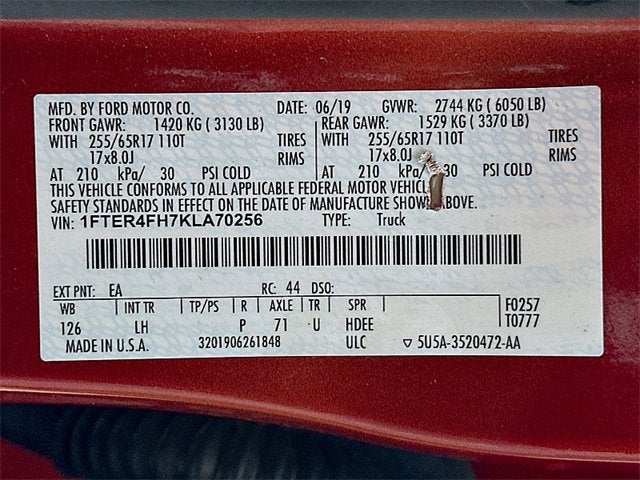 MFD. BY FORD MOTOR CO. DATE: 06/19 GVWR: 2744 KG (6050 LB)
FRONT GAWR: 1420 KG (3130 LB) REAR GAWR: 1529 KG (3370 LB)
WITH 255/65R17 110T TIRES WITH 255/65R17 110T TIRES
17x8.0J RIMS 17x8.0J RIMS
AT 210 kPa/ 30 PSI COLD AT 210 kPa/ 30 PSI COLD
THIS VEHICLE CONFORMS TO ALL APPLICABLE FEDERAL MOTOR VEHICL
SAFETY STANDARDS IN EFFECT ON THE DATE OF MANUFACTURE SHOWN ABOVE.
VIN: 1FTER4FH7KLA70256 TYPE: Truck
EXT PNT: EA RC: 44 DSO:
WB | INT TR | TP/PS | R | AXLE | TR | SPR F0257
126 LH P 71 U HDEE T0777
MADE IN U.S.A. 3201906261848 ULC ▽ 5U5A-3520472-AA